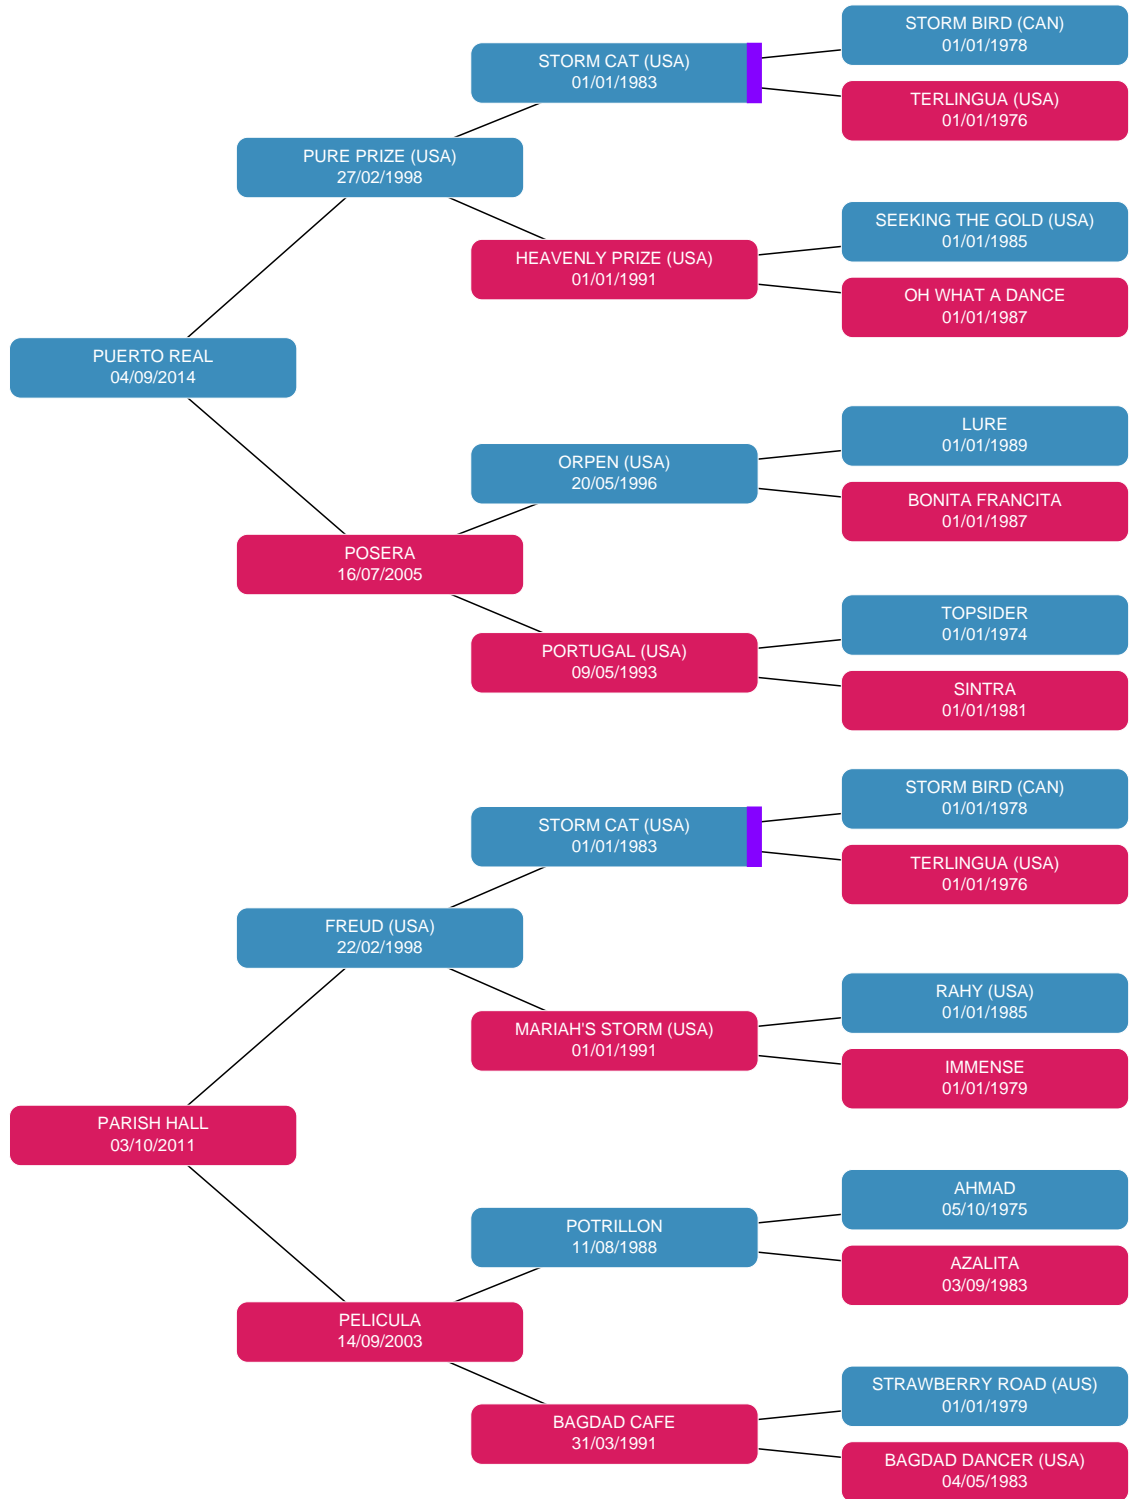 STORM BIRD (CAN)
01/01/1978
STORM CAT (USA)
01/01/1983
TERLINGUA (USA)
01/01/1976
PURE PRIZE (USA)
27/02/1998
SEEKING THE GOLD (USA)
01/01/1985
HEAVENLY PRIZE (USA)
01/01/1991
OH WHAT A DANCE
01/01/1987
PUERTO REAL
04/09/2014
LURE
01/01/1989
ORPEN (USA)
20/05/1996
BONITA FRANCITA
01/01/1987
POSERA
16/07/2005
TOPSIDER
01/01/1974
PORTUGAL (USA)
09/05/1993
SINTRA
01/01/1981
STORM BIRD (CAN)
01/01/1978
STORM CAT (USA)
01/01/1983
TERLINGUA (USA)
01/01/1976
FREUD (USA)
22/02/1998
RAHY (USA)
01/01/1985
MARIAH'S STORM (USA)
01/01/1991
IMMENSE
01/01/1979
PARISH HALL
03/10/2011
AHMAD
05/10/1975
POTRILLON
11/08/1988
AZALITA
03/09/1983
PELICULA
14/09/2003
STRAWBERRY ROAD (AUS)
01/01/1979
BAGDAD CAFE
31/03/1991
BAGDAD DANCER (USA)
04/05/1983